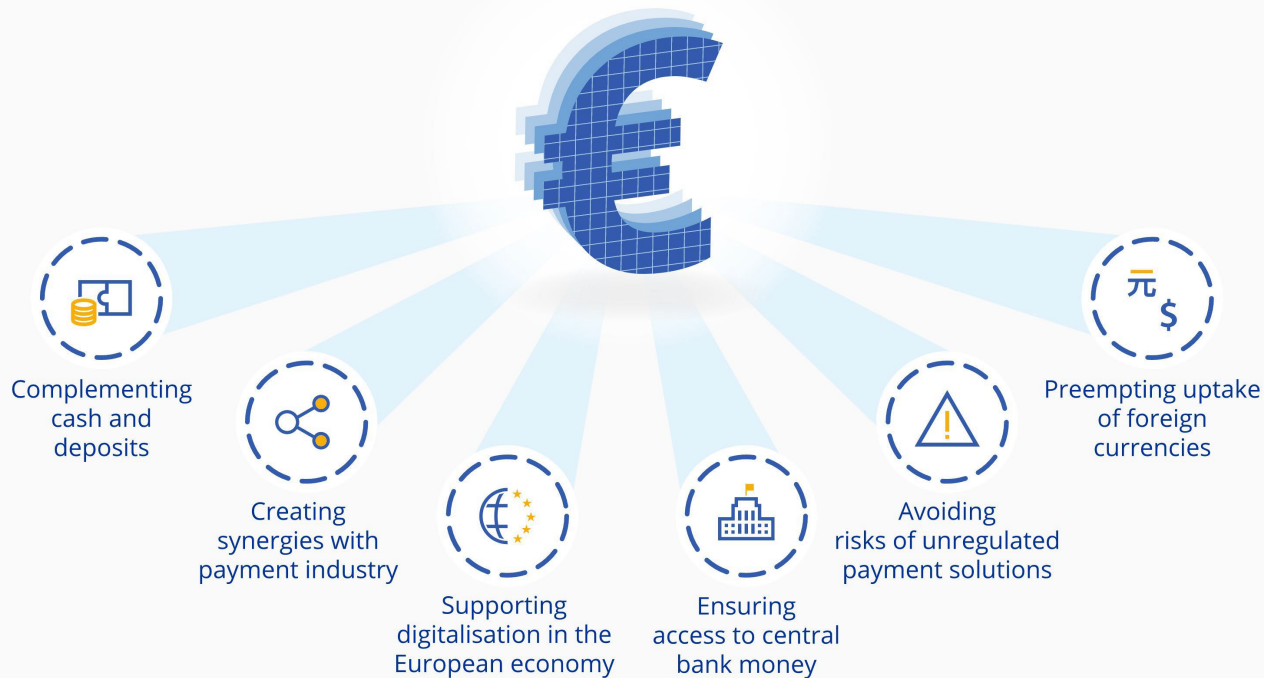 €
元
$
Complementing
cash and
deposits
Creating
synergies with
payment industry
Supporting
digitalisation in the
European economy
Ensuring
access to central
bank money
Avoiding
risks of unregulated
payment solutions
Preempting uptake
of foreign
currencies